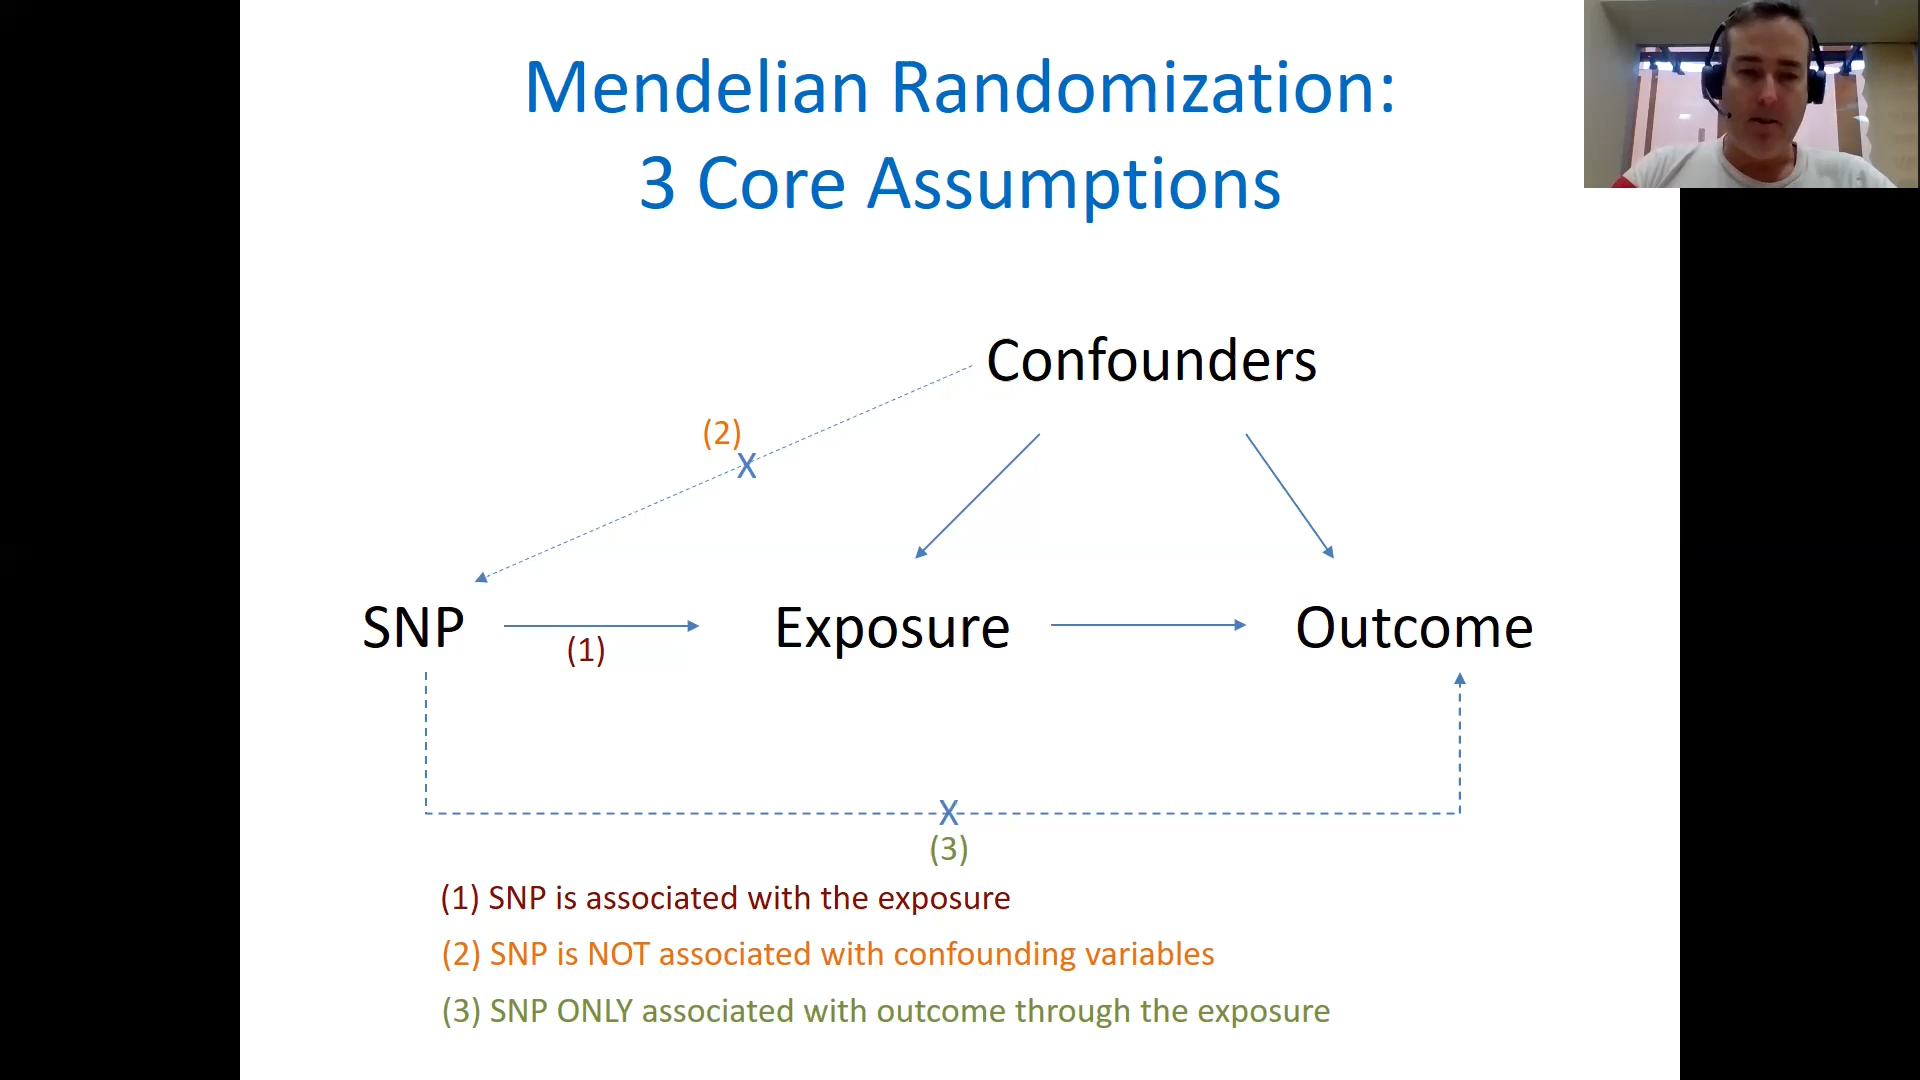 Mendelian Randomization:
3 Core Assumptions
Confounders
(2)
X
SNP
(1)
Exposure
Outcome
X
(3)
(1) SNP is associated with the exposure
(2) SNP is NOT associated with confounding variables
(3) SNP ONLY associated with outcome through the exposure